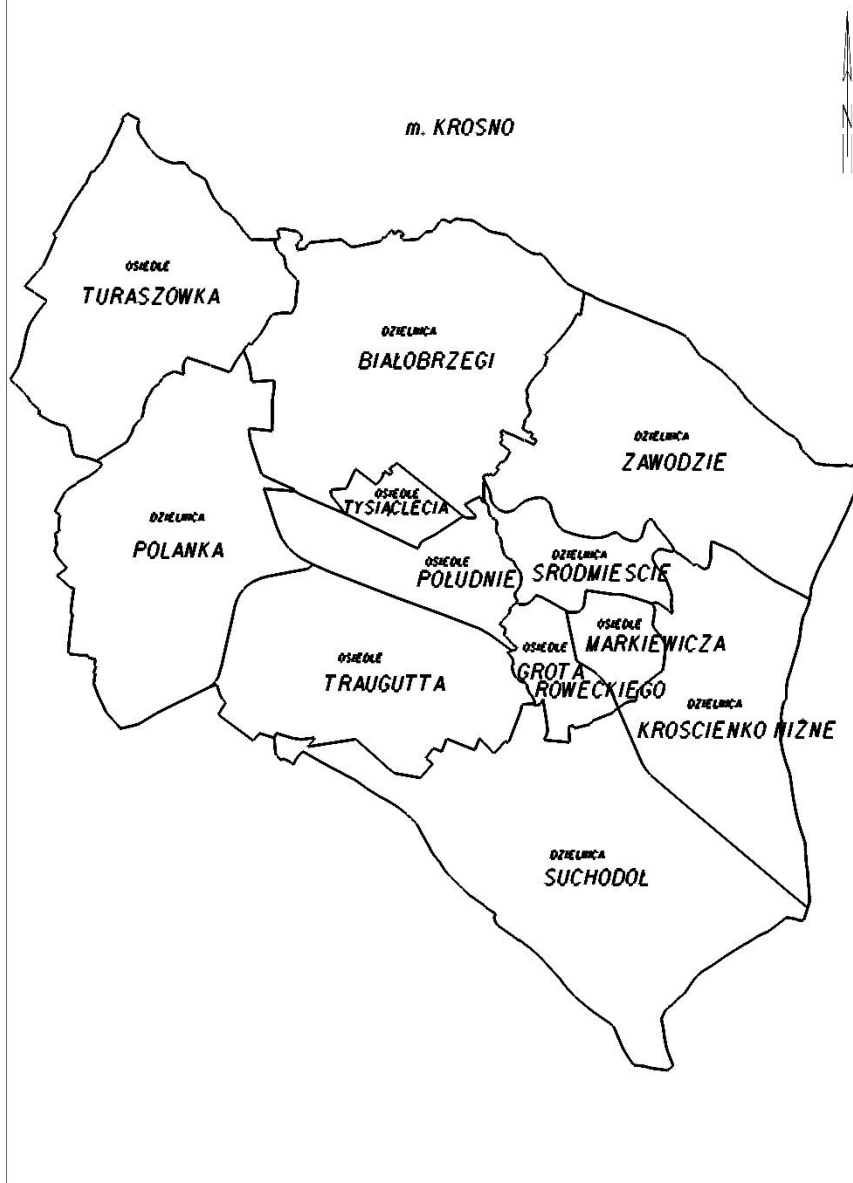 m. KROSNO
N
OSIEDLE
TURASZOWKA
DZIELNICA
BIAŁOBRZEGI
DZIELNICA
ZAWODZIE
OSIEDLE
TYSIĄCLECIA
DZIELNICA
POLANKA
OSIEDLE
POŁUDNIE
DZIELNICA
SRODMIESCIE
OSIEDLE
MARKIEWICZA
OSIEDLE
GROTA
ROWECKIEGO
OSIEDLE
TRAUGUTTA
DZIELNICA
KROSCIENKO NIŻNE
DZIELNICA
SUCHODOŁ